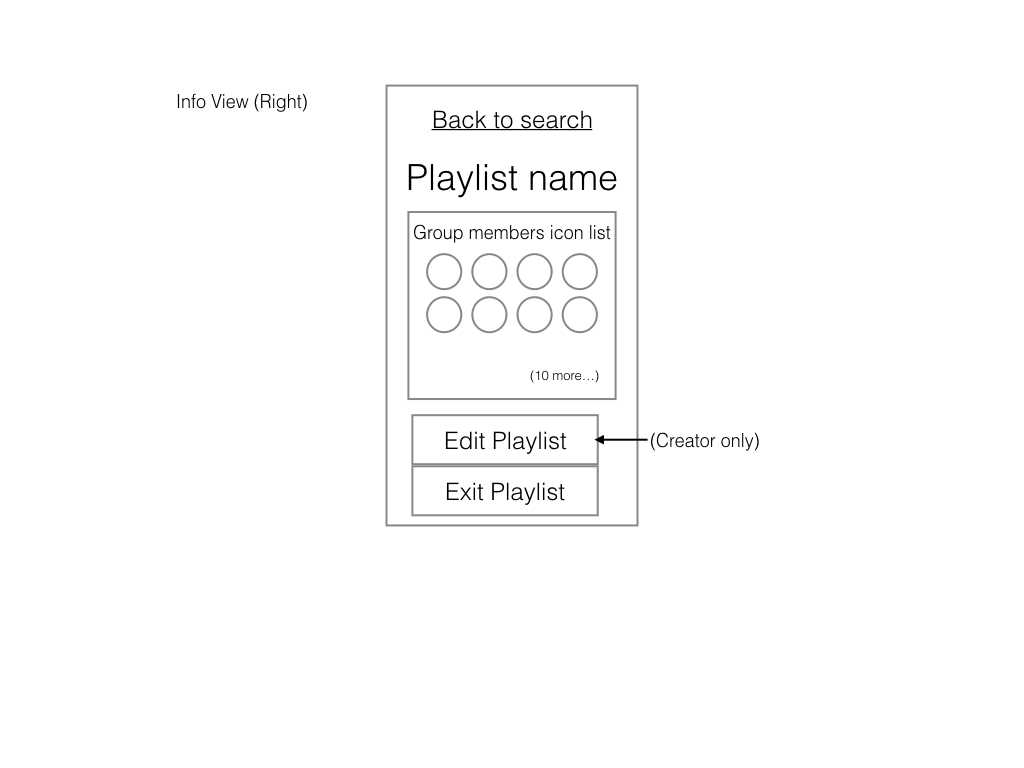 Info View (Right)
Back to search
Playlist name
Group members icon list
(10 more...)
Edit Playlist
(Creator only)
Exit Playlist